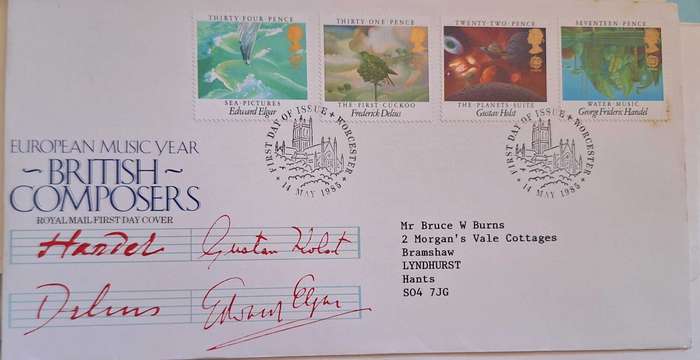 THIRTY·FOUR·PENCE
SEA·PICTURES
Edward Elgar
THIRTY·ONE·PENCE
THE·FIRST·CUCKOO
Frederick Delius
TWENTY·TWO·PENCE
THE·PLANETS·SUITE
Gustav Holst
SEVENTEEN·PENCE
WATER·MUSIC
George Frideric Handel
FIRST DAY OF ISSUE * WORCESTER *
14 MAY 1985
FIRST DAY OF ISSUE * WORCESTER *
14 MAY 1985
EUROPEAN MUSIC YEAR
~BRITISH~
COMPOSERS
ROYAL MAIL FIRST DAY COVER
Handel
Gustav Holst
Delius
Edward Elgar
Mr Bruce W Burns
2 Morgan's Vale Cottages
Bramshaw
LYNDHURST
Hants
SO4 7JG